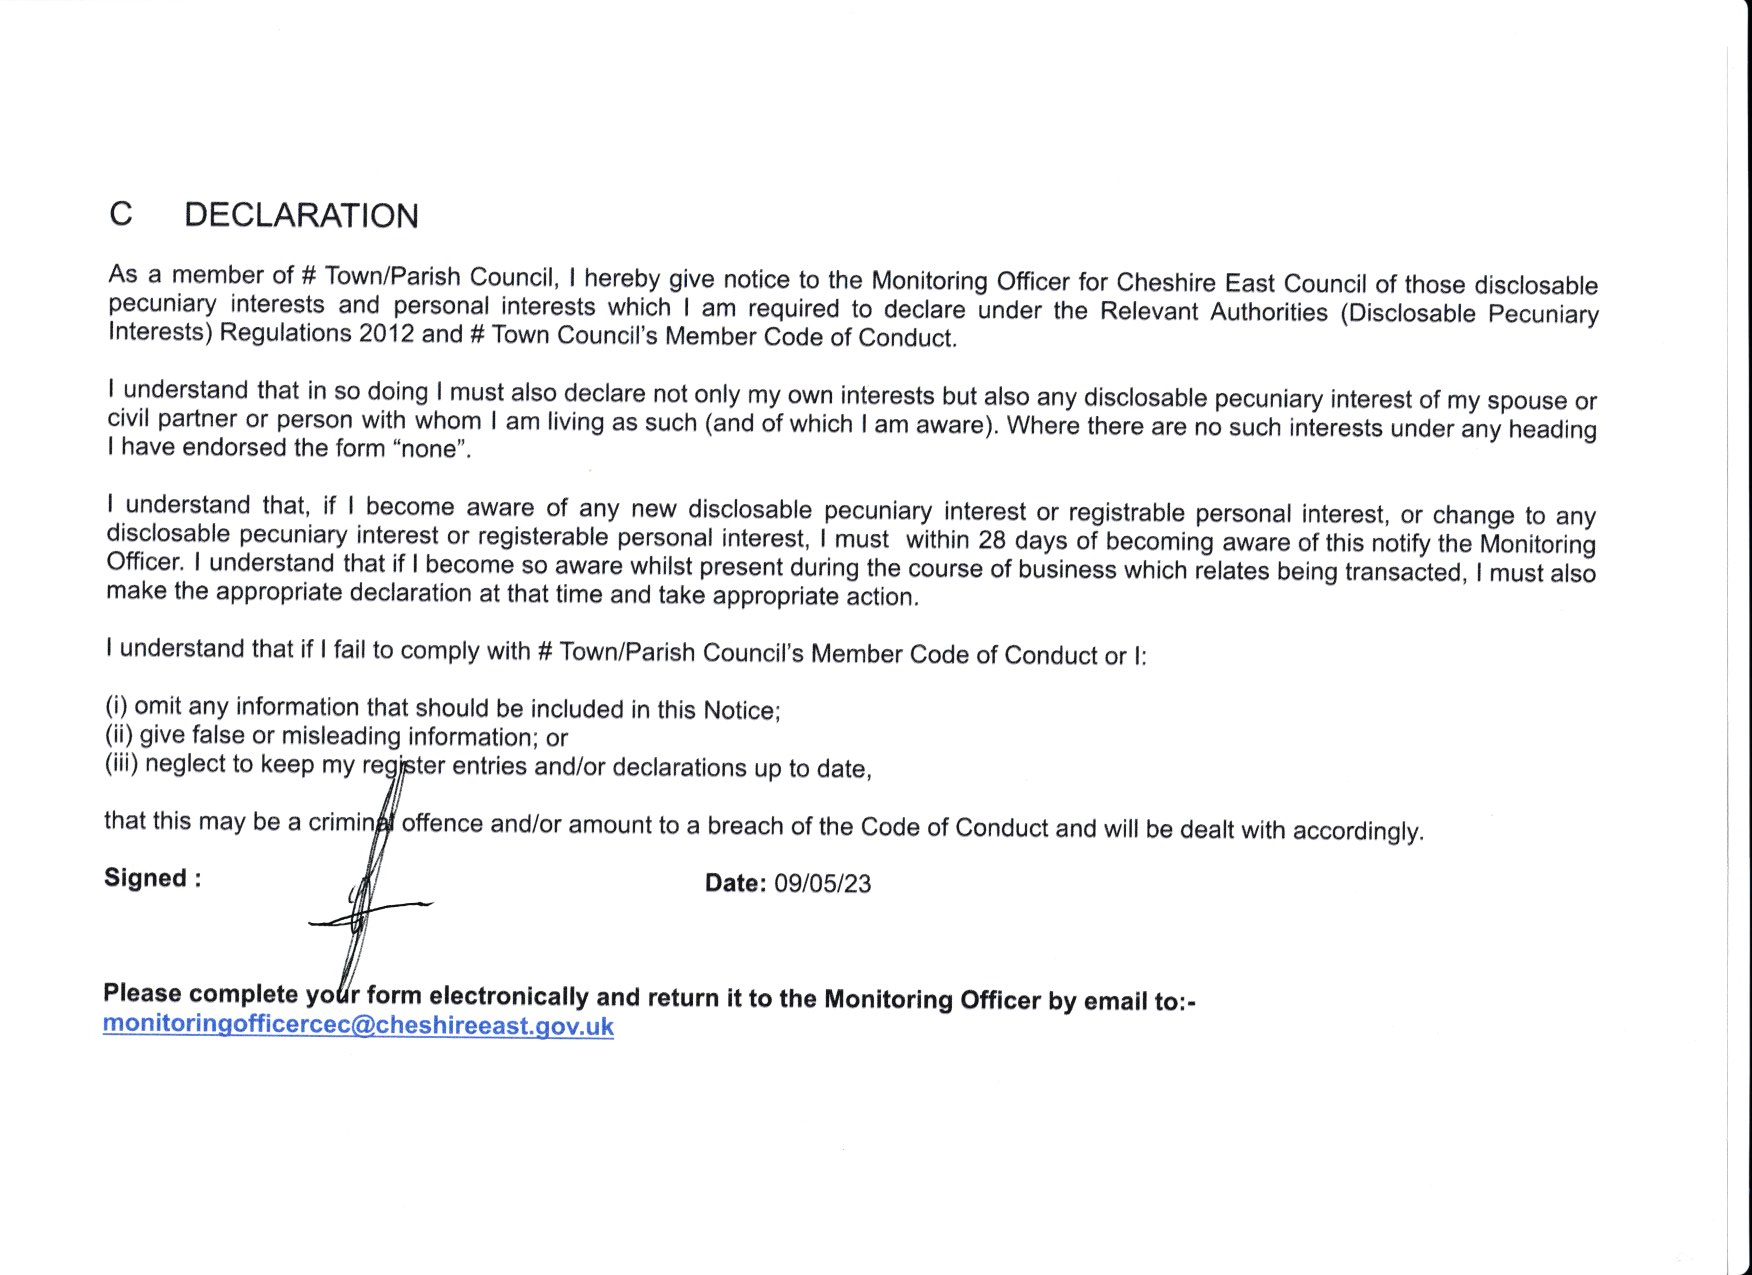 C DECLARATION
As a member of # Town/Parish Council, I hereby give notice to the Monitoring Officer for Cheshire East Council of those disclosable
pecuniary interests and personal interests which I am required to declare under the Relevant Authorities (Disclosable Pecuniary
Interests) Regulations 2012 and # Town Council's Member Code of Conduct.
I understand that in so doing I must also declare not only my own interests but also any disclosable pecuniary interest of my spouse or
civil partner or person with whom I am living as such (and of which I am aware). Where there are no such interests under any heading
I have endorsed the form “none”.
I understand that, if I become aware of any new disclosable pecuniary interest or registrable personal interest, or change to any
disclosable pecuniary interest or registerable personal interest, I must within 28 days of becoming aware of this notify the Monitoring
Officer. I understand that if I become so aware whilst present during the course of business which relates being transacted, I must also
make the appropriate declaration at that time and take appropriate action.
I understand that if I fail to comply with # Town/Parish Council's Member Code of Conduct or I:
(i) omit any information that should be included in this Notice;
(ii) give false or misleading information; or
(iii) neglect to keep my register entries and/or declarations up to date,
that this may be a criminal offence and/or amount to a breach of the Code of Conduct and will be dealt with accordingly.
Signed : Date: 09/05/23
Please complete your form electronically and return it to the Monitoring Officer by email to:-
monitoringofficercec@cheshireeast.gov.uk